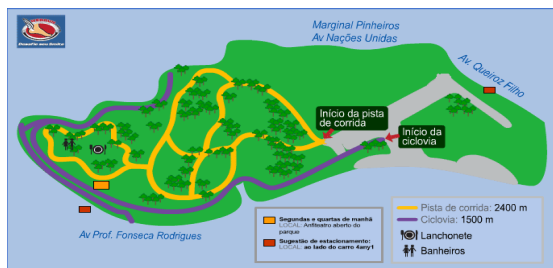 Marginal Pinheiros
Av Nações Unidas
Av. Queiroz Filho
Início da pista
de corrida
Início da
ciclovia
Av Prof. Fonseca Rodrigues
Segundas e quartas de manhã
LOCAL: Anfiteatro aberto do
parque
Sugestão de estacionamento:
LOCAL: ao lado do carro 4any1
Pista de corrida: 2400 m
Ciclovia: 1500 m
Lanchonete
Banheiros